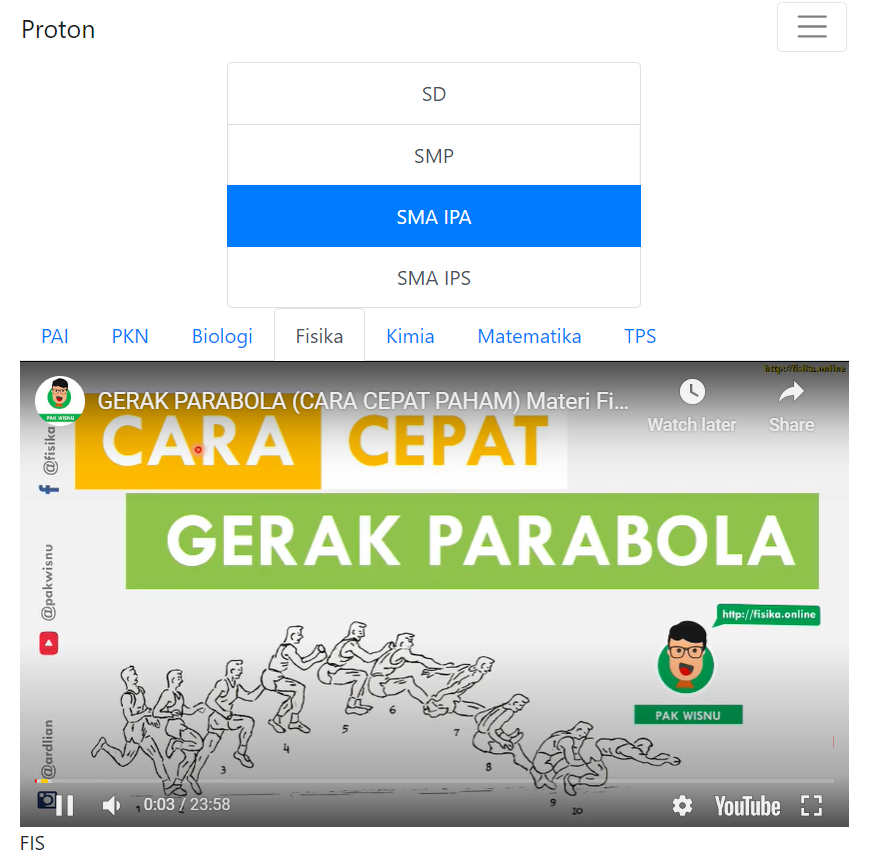 Proton
SD
SMP
SMA IPA
SMA IPS
PAI PKN Biologi Fisika Kimia Matematika TPS
http://fisika.online
PAK WISNU
GERAK PARABOLA (CARA CEPAT PAHAM) Materi Fi...
Watch later Share
CARA CEPAT
GERAK PARABOLA
@fisika
@pakwisnu
@ardlian
http://fisika.online
PAK WISNU
1
3
4
5
6
7
8
9
10
0:03 / 23:58
YouTube
FIS